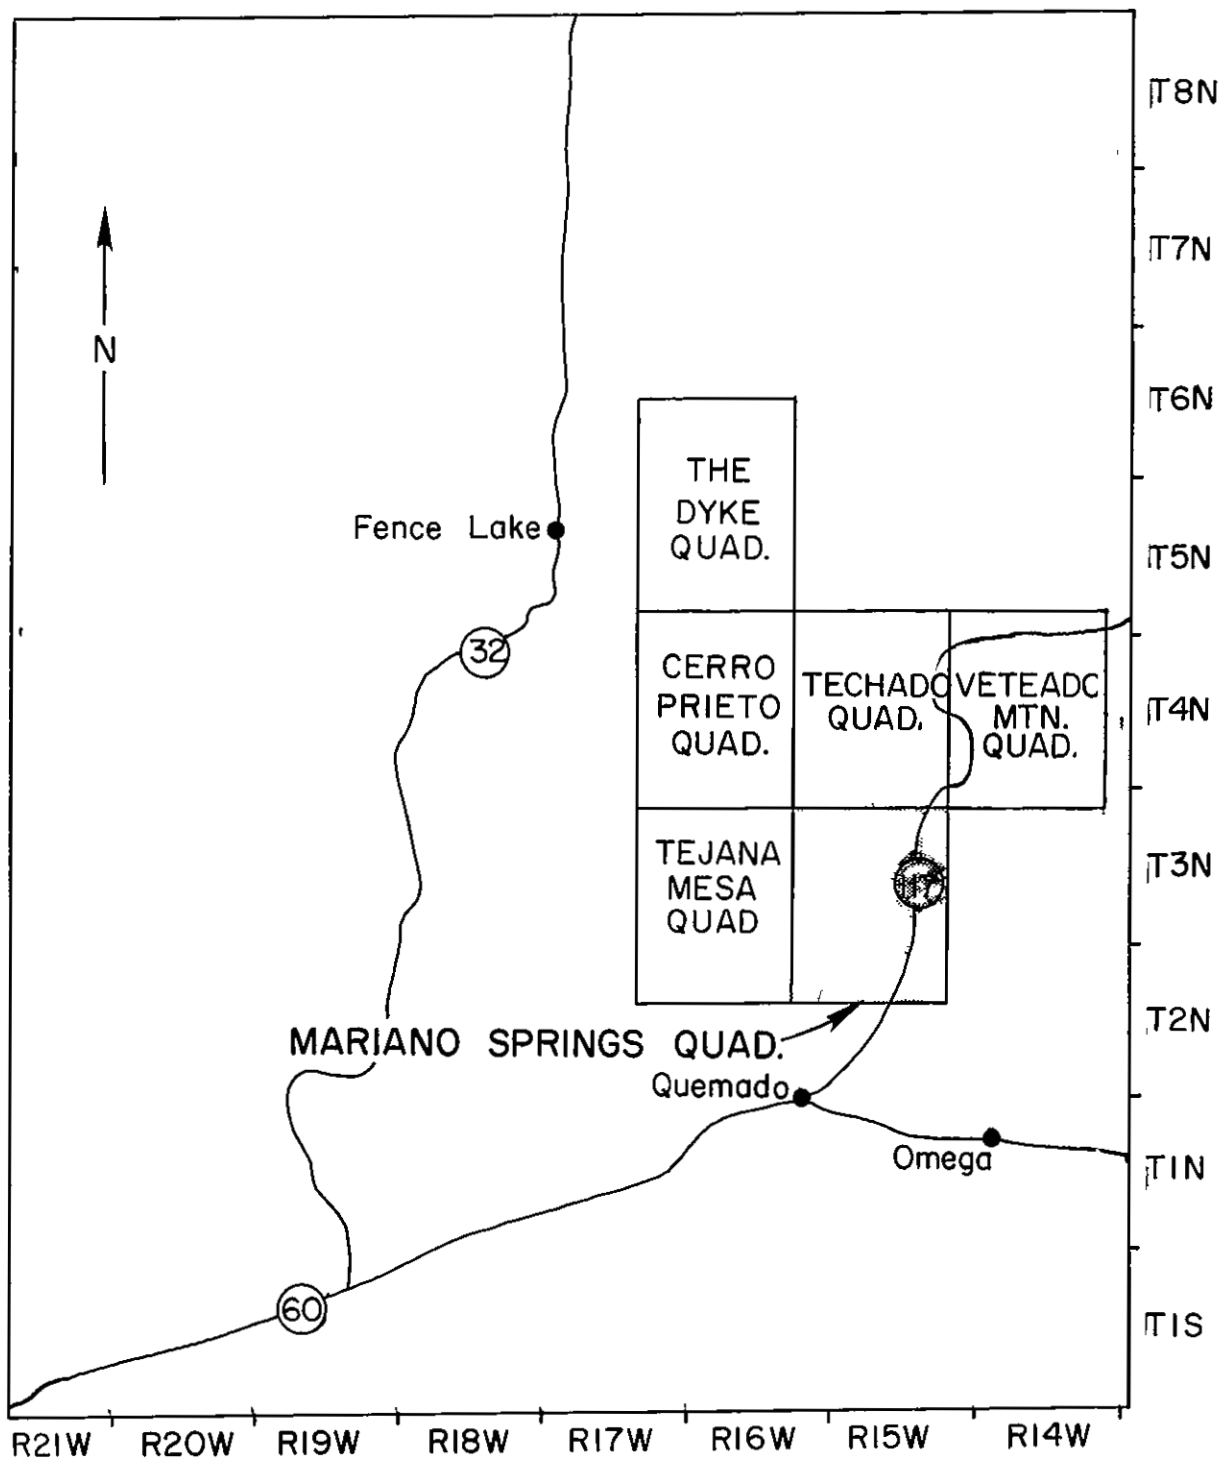 T8N
T7N
N
T6N
THE
DYKE
QUAD.
Fence Lake
T5N
32
CERRO
PRIETO
QUAD.
TECHADO
QUAD.
VETEADO
MTN.
QUAD.
T4N
TEJANA
MESA
QUAD
T3N
MARIANO SPRINGS QUAD.
T2N
Quemado
Omega
T1N
60
T1S
R21W R20W R19W R18W R17W R16W R15W R14W